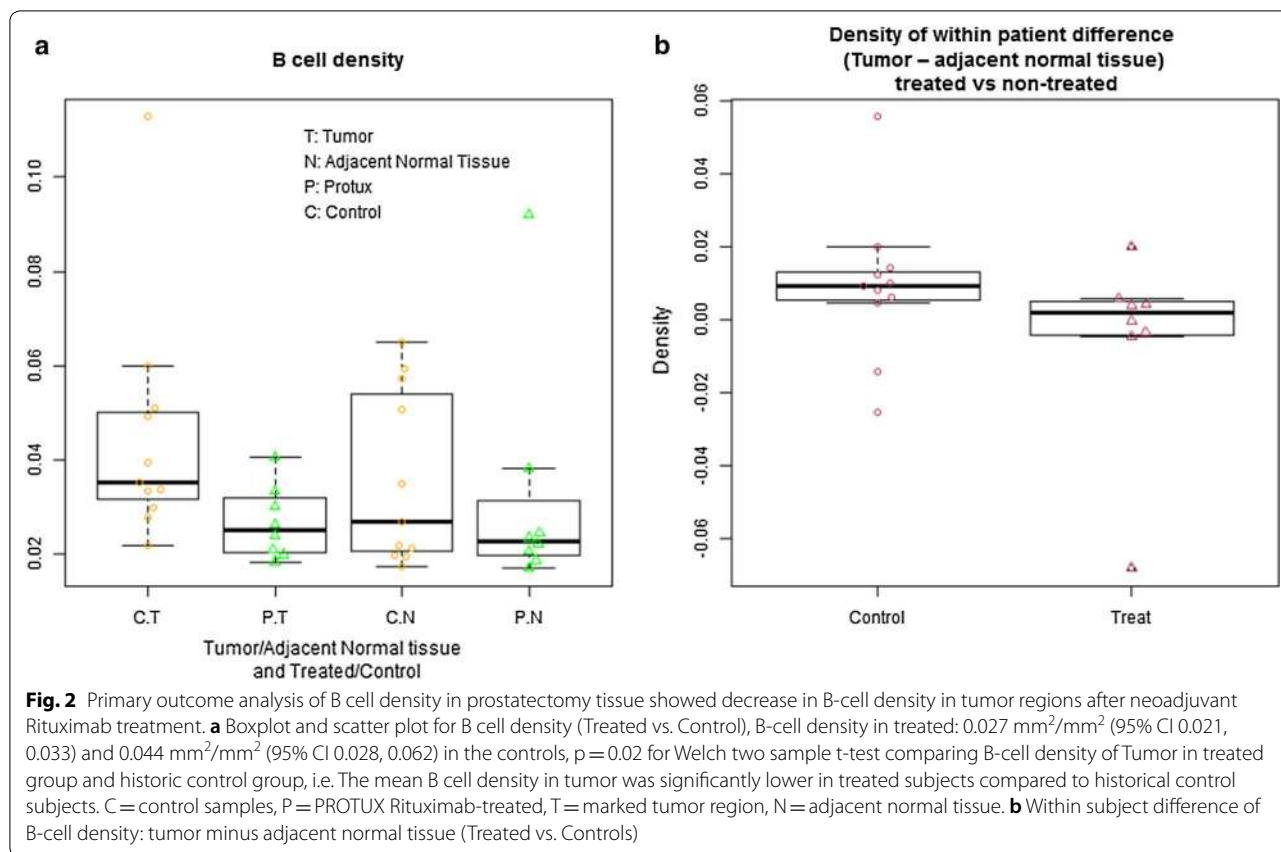 a
B cell density
T: Tumor
N: Adjacent Normal Tissue
P: Protux
C: Control
0.10
0.08
0.06
0.04
0.02
C.T
P.T
C.N
P.N
Tumor/Adjacent Normal tissue
and Treated/Control
b
Density of within patient difference
(Tumor – adjacent normal tissue)
treated vs non-treated
Density
0.06
0.04
0.02
0.00
-0.02
-0.04
-0.06
Control
Treat
Fig. 2 Primary outcome analysis of B cell density in prostatectomy tissue showed decrease in B-cell density in tumor regions after neoadjuvant
Rituximab treatment. a Boxplot and scatter plot for B cell density (Treated vs. Control), B-cell density in treated: 0.027 mm²/mm² (95% CI 0.021,
0.033) and 0.044 mm²/mm² (95% CI 0.028, 0.062) in the controls, p = 0.02 for Welch two sample t-test comparing B-cell density of Tumor in treated
group and historic control group, i.e. The mean B cell density in tumor was significantly lower in treated subjects compared to historical control
subjects. C = control samples, P = PROTUX Rituximab-treated, T = marked tumor region, N = adjacent normal tissue. b Within subject difference of
B-cell density: tumor minus adjacent normal tissue (Treated vs. Controls)